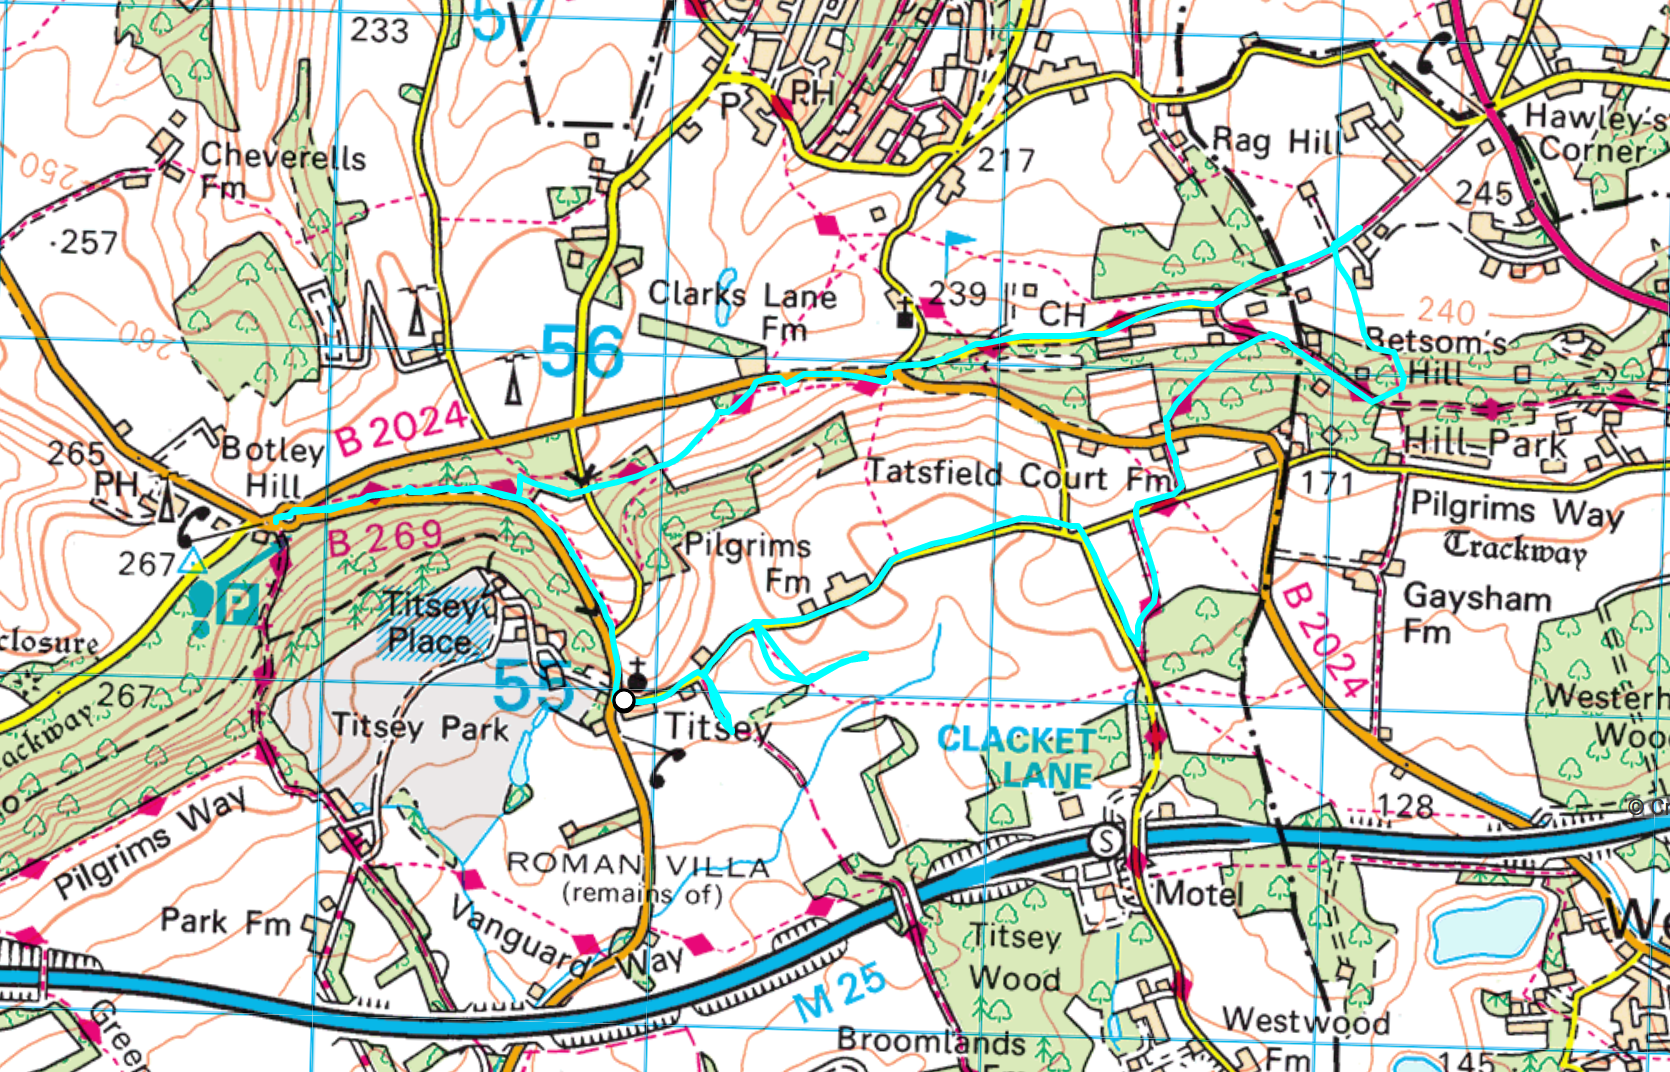 57
233
P
PH
217
Rag Hill
Hawley's
Corner
245
Cheverells
Fm
250
257
260
Clarks Lane
Fm
239
CH
240
Betsom's
Hill
56
B 2024
265
PH
Botley
Hill
Tatsfield Court Fm
Hill Park
171
Pilgrims Way
Trackway
B 269
267
P
Pilgrims
Fm
Titsey
Place
Gaysham
Fm
B 2024
closure
267
55
Titsey Park
Titsey
CLACKET
LANE
Pilgrims Way
128
S
ROMAN VILLA
(remains of)
Motel
Park Fm
Vanguard Way
Titsey
Wood
M 25
Broomlands
Westwood
Fm
145